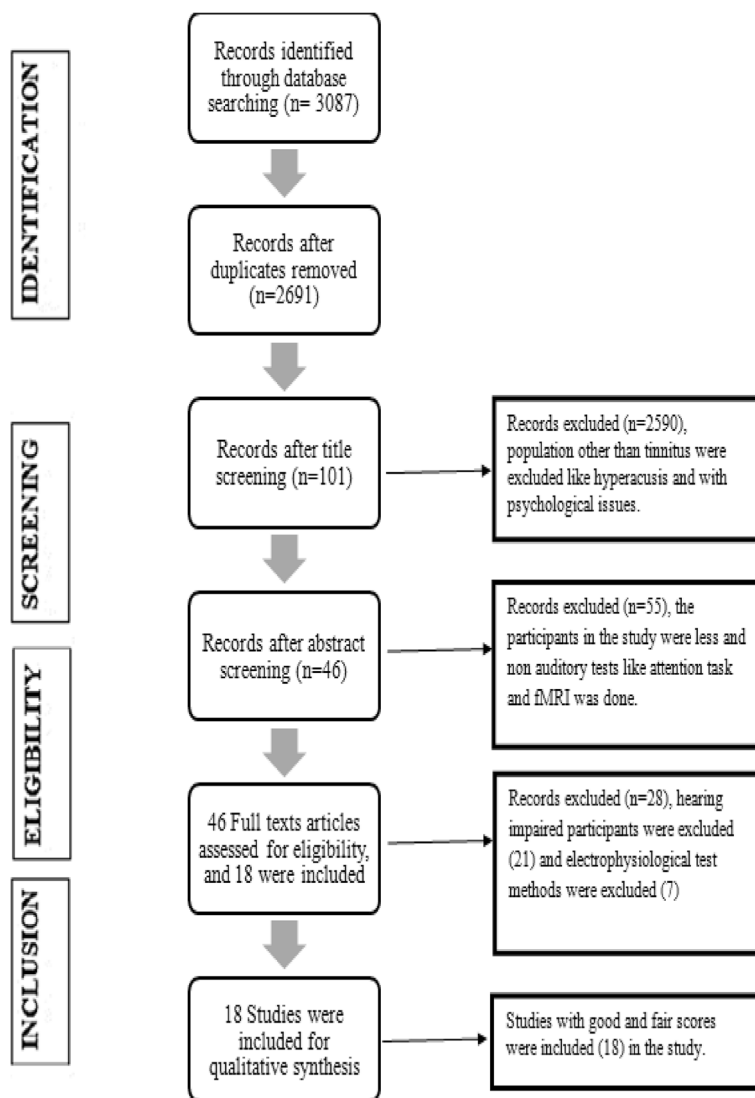 IDENTIFICATION
Records identified
through database
searching (n= 3087)
Records after
duplicates removed
(n=2691)
SCREENING
Records after title
screening (n=101)
Records excluded (n=2590),
population other than tinnitus were
excluded like hyperacusis and with
psychological issues.
Records after abstract
screening (n=46)
Records excluded (n=55), the
participants in the study were less and
non auditory tests like attention task
and fMRI was done.
ELIGIBILITY
46 Full texts articles
assessed for eligibility,
and 18 were included
Records excluded (n=28), hearing
impaired participants were excluded
(21) and electrophysiological test
methods were excluded (7)
INCLUSION
18 Studies were
included for
qualitative synthesis
Studies with good and fair scores
were included (18) in the study.